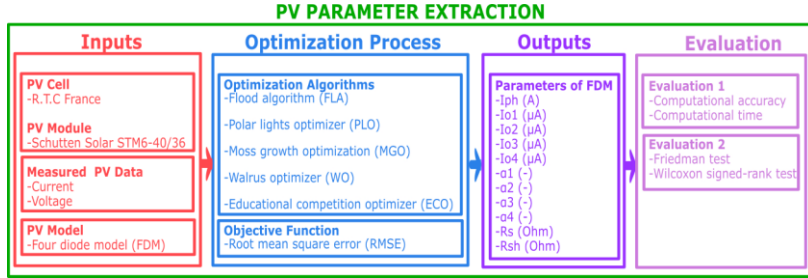 PV PARAMETER EXTRACTION
Inputs
PV Cell
-R.T.C France
PV Module
-Schutten Solar STM6-40/36
Measured PV Data
-Current
-Voltage
PV Model
-Four diode model (FDM)
Optimization Process
Optimization Algorithms
-Flood algorithm (FLA)
-Polar lights optimizer (PLO)
-Moss growth optimization (MGO)
-Walrus optimizer (WO)
-Educational competition optimizer (ECO)
Objective Function
-Root mean square error (RMSE)
Outputs
Parameters of FDM
-Iph (A)
-Io1 (μA)
-Io2 (μA)
-Io3 (μA)
-Io4 (μA)
-α1 (-)
-α2 (-)
-α3 (-)
-α4 (-)
-Rs (Ohm)
-Rsh (Ohm)
Evaluation
Evaluation 1
-Computational accuracy
-Computational time
Evaluation 2
-Friedman test
-Wilcoxon signed-rank test